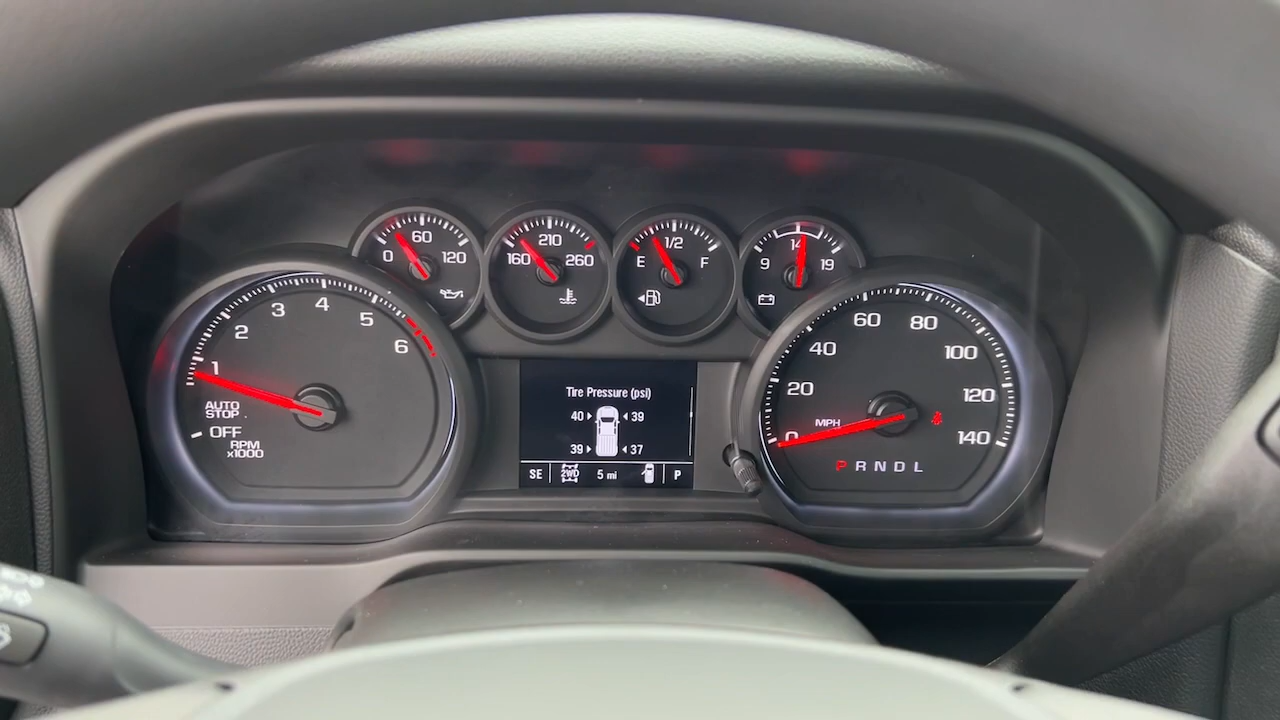 0 60 120
160 210 260
E 1/2 F
9 14 19
1 2 3 4 5 6
AUTO
STOP
OFF
RPM
x1000
Tire Pressure (psi)
40 39
39 37
SE 2WD 5 mi P
0 20 40 60 80 100 120 140
MPH
P R N D L